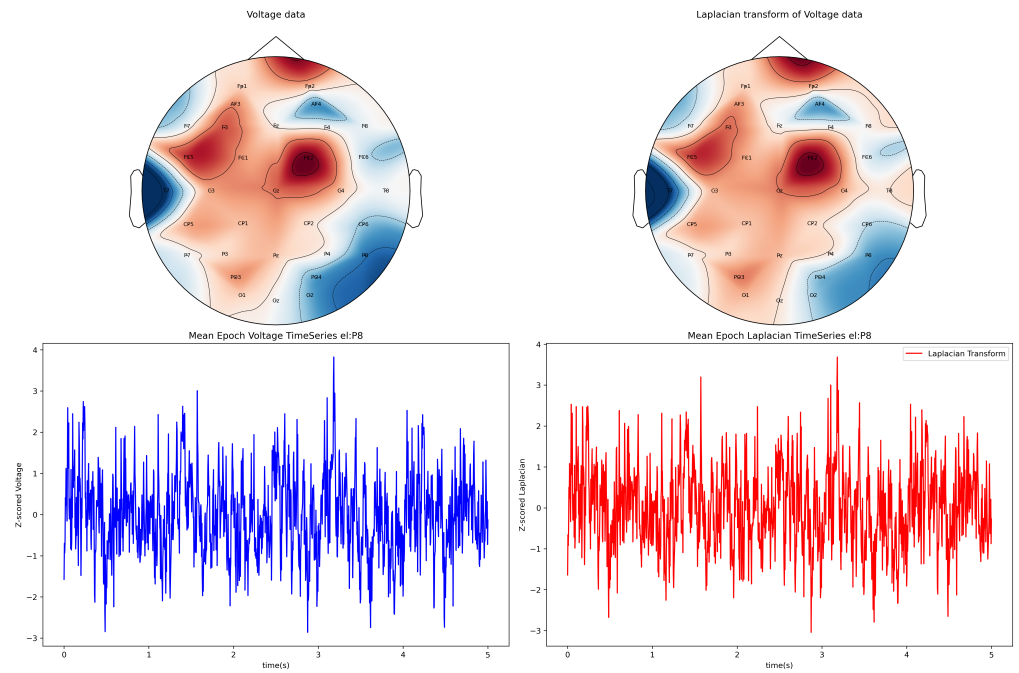 Voltage data
Laplacian transform of Voltage data
Fp1 Fp2
AF3 AF4
F7 F3 Fz F4 F8
FC5 FC1 FC6
C3 Cz C4 T8
CP5 CP1 CP2 CP6
P7 P3 Pz P4 P8
PO3 PO4
O1 Oz O2
Fp1 Fp2
AF3 AF4
F7 F3 Fz F4 F8
FC5 FC1 FC6
C3 Cz C4 T8
CP5 CP1 CP2 CP6
P7 P3 Pz P4 P8
PO3 PO4
O1 Oz O2
Mean Epoch Voltage TimeSeries el:P8
Z-scored Voltage
4
3
2
1
0
−1
−2
−3
0 1 2 3 4 5
time(s)
Mean Epoch Laplacian TimeSeries el:P8
Laplacian Transform
Z-scored Laplacian
4
3
2
1
0
−1
−2
−3
0 1 2 3 4 5
time(s)